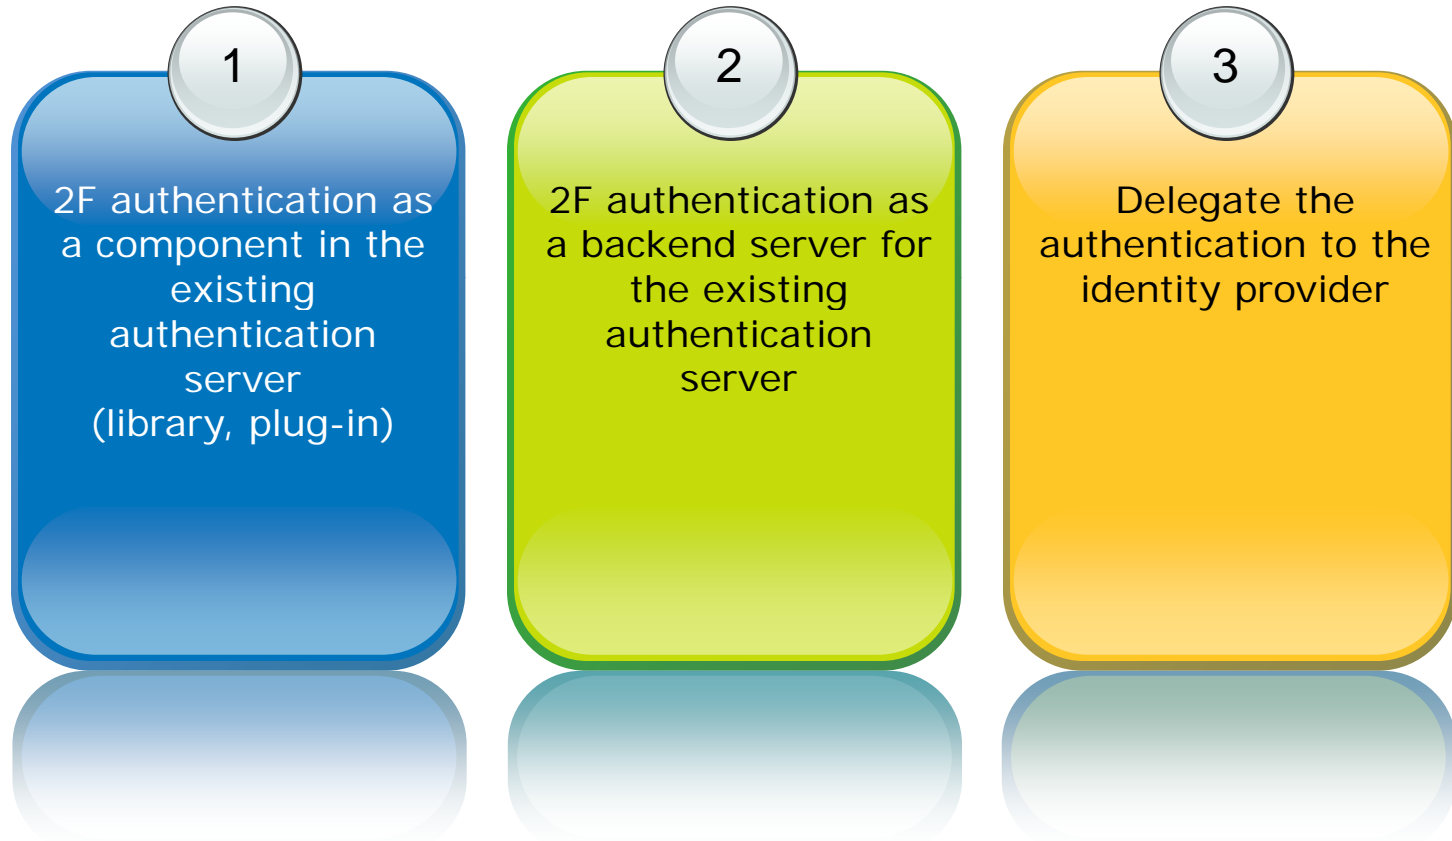 1
2F authentication as
a component in the
existing
authentication
server
(library, plug-in)
2
2F authentication as
a backend server for
the existing
authentication
server
3
Delegate the
authentication to the
identity provider